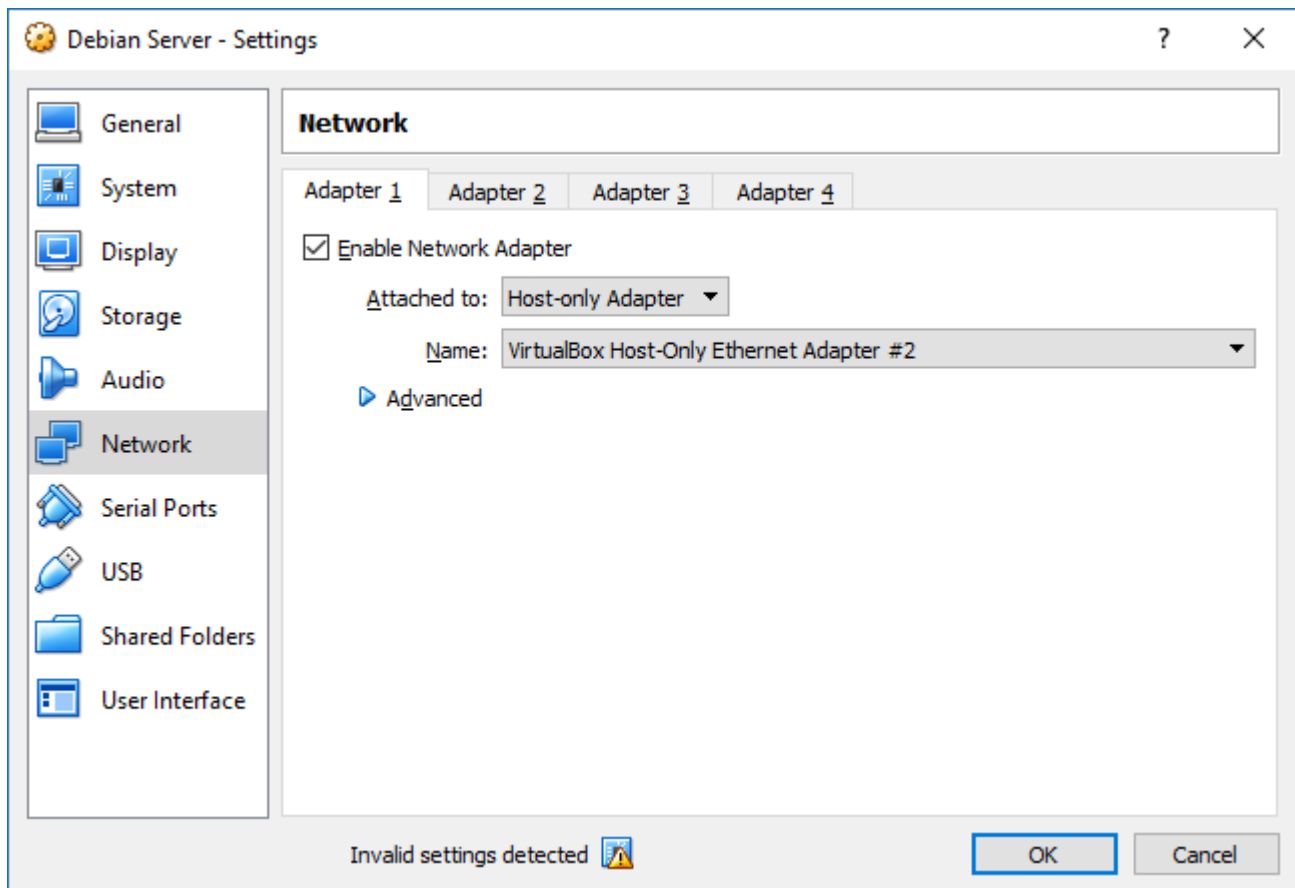 Debian Server - Settings
?
General
System
Display
Storage
Audio
Network
Serial Ports
USB
Shared Folders
User Interface
Network
Adapter 1 Adapter 2 Adapter 3 Adapter 4
Enable Network Adapter
Attached to: Host-only Adapter
Name: VirtualBox Host-Only Ethernet Adapter #2
Advanced
Invalid settings detected
OK Cancel